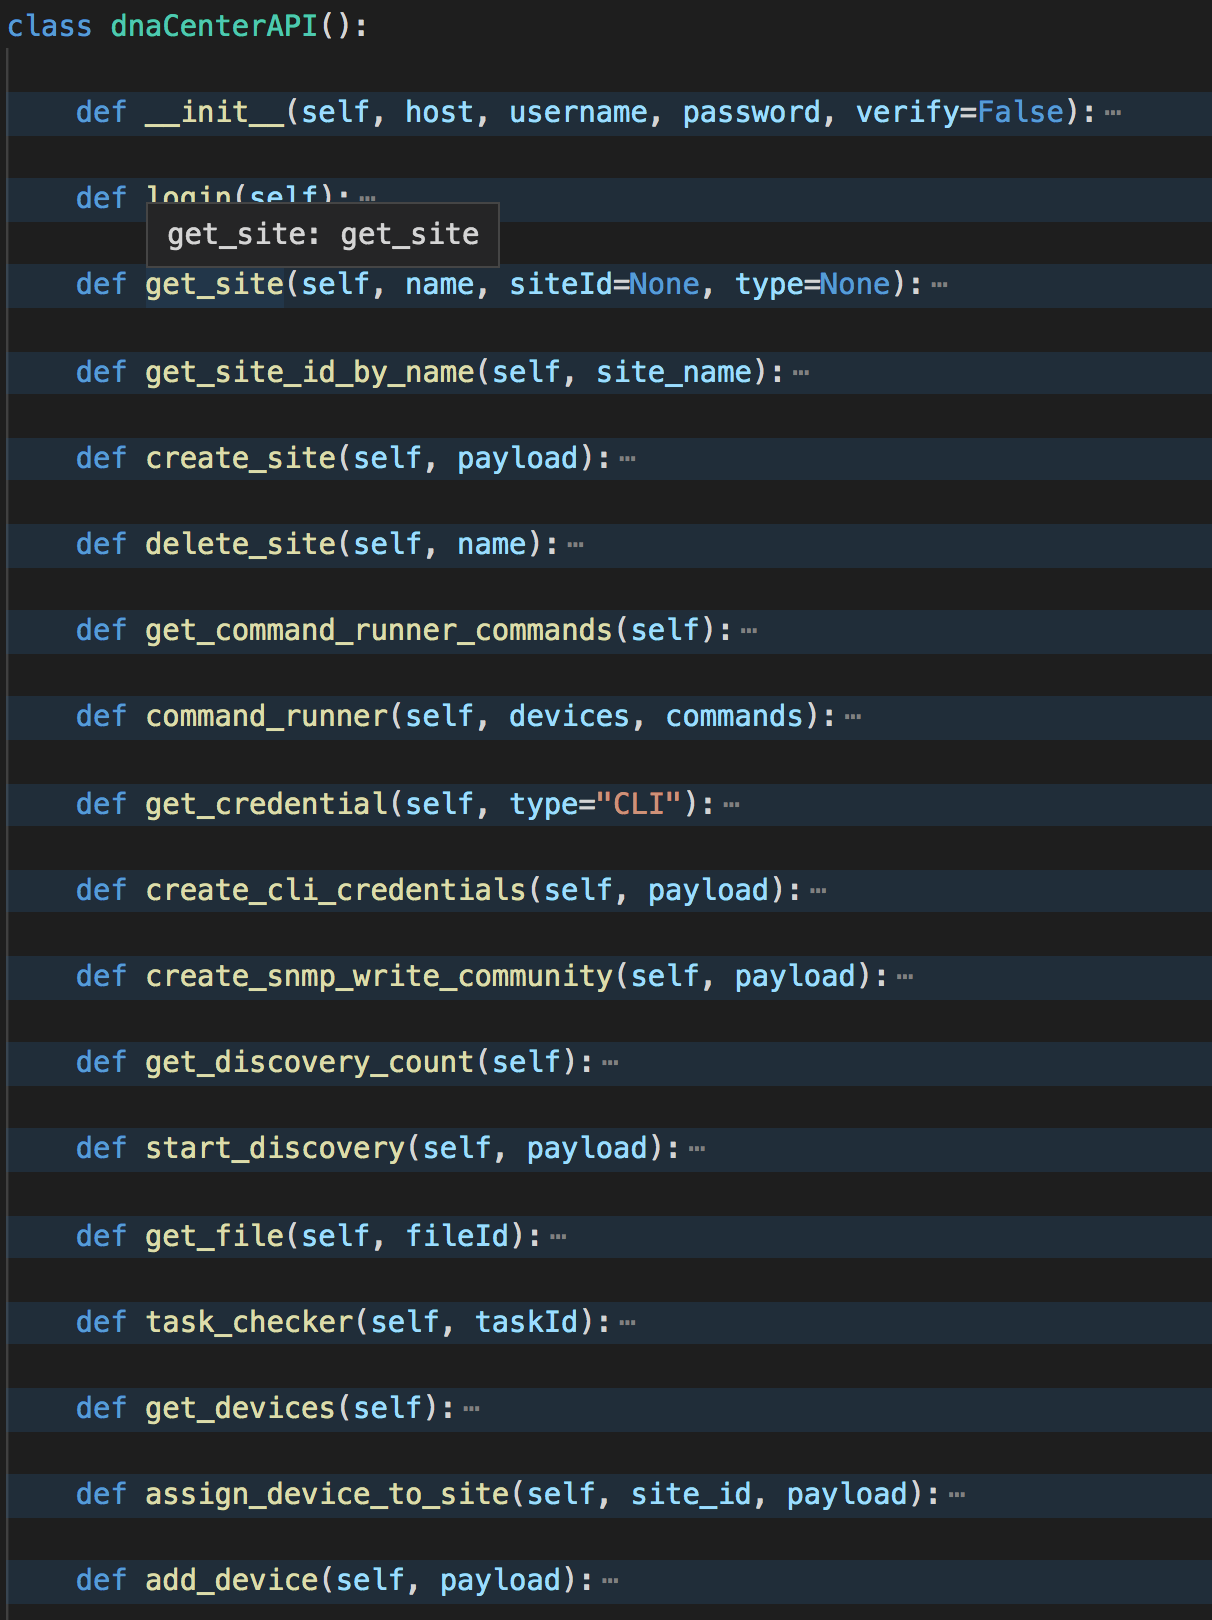 class dnaCenterAPI():
def __init__(self, host, username, password, verify=False):…
def login(self):…
get_site: get_site
def get_site(self, name, siteId=None, type=None):…
def get_site_id_by_name(self, site_name):…
def create_site(self, payload):…
def delete_site(self, name):…
def get_command_runner_commands(self):…
def command_runner(self, devices, commands):…
def get_credential(self, type="CLI"):…
def create_cli_credentials(self, payload):…
def create_snmp_write_community(self, payload):…
def get_discovery_count(self):…
def start_discovery(self, payload):…
def get_file(self, fileId):…
def task_checker(self, taskId):…
def get_devices(self):…
def assign_device_to_site(self, site_id, payload):…
def add_device(self, payload):…